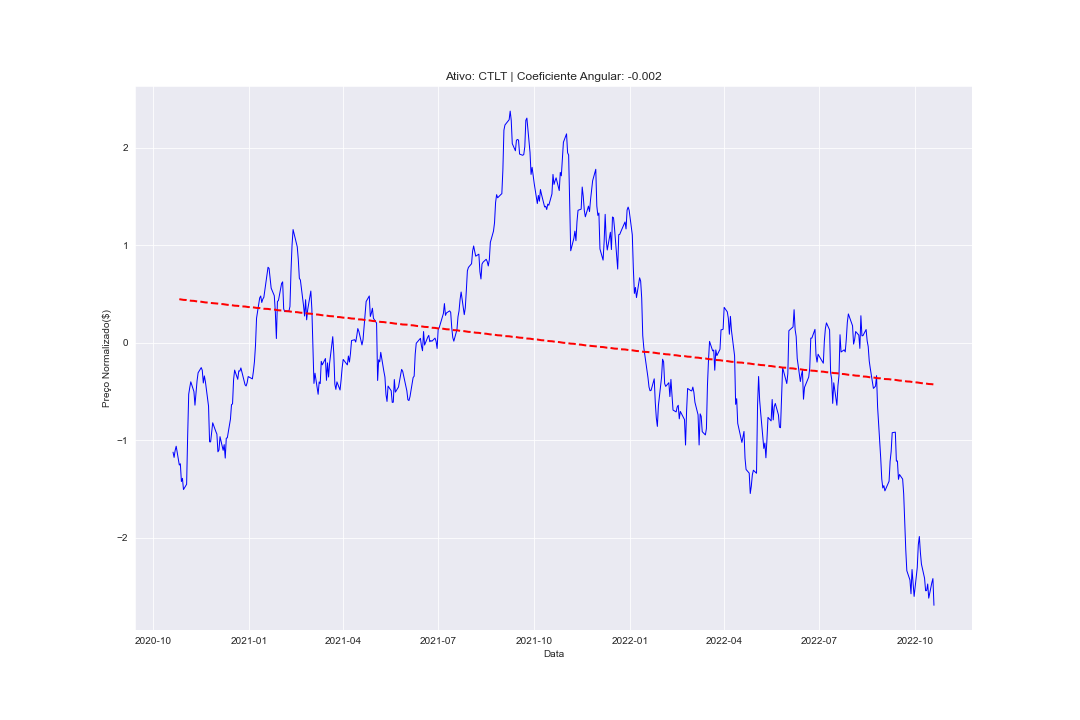 Ativo: CTLT | Coeficiente Angular: -0.002
Preço Normalizado($)
2
1
0
−1
−2
2020-10 2021-01 2021-04 2021-07 2021-10 2022-01 2022-04 2022-07 2022-10
Data